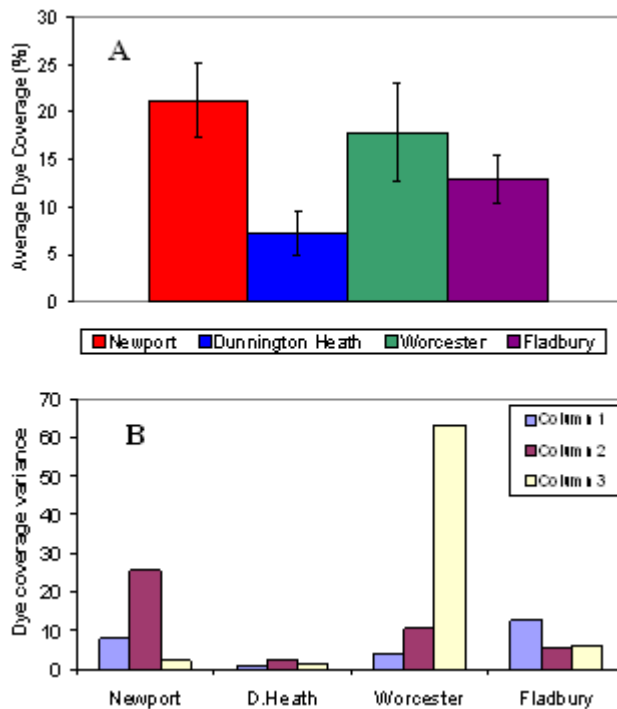 A
Average Dye Coverage (%)
30
25
20
15
10
5
0
Newport Dunnington Heath Worcester Fladbury
B
Dye coverage variance
70
60
50
40
30
20
10
0
Column 1
Column 2
Column 3
Newport D.Heath Worcester Fladbury